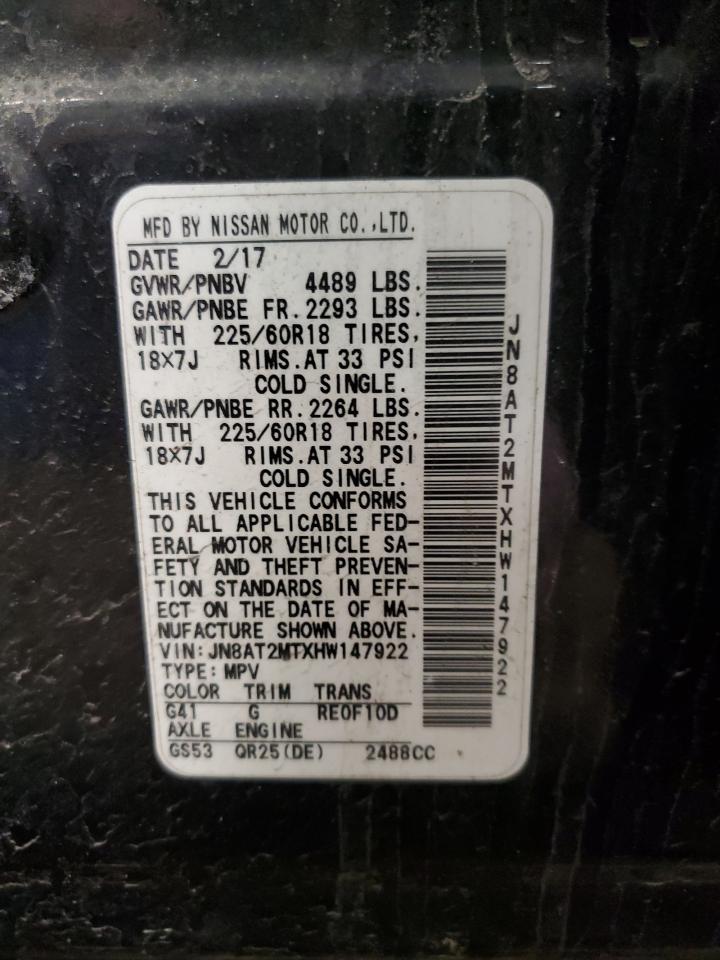 MFD BY NISSAN MOTOR CO.,LTD.
DATE 2/17
GVWR/PNBV 4489 LBS.
GAWR/PNBE FR.2293 LBS.
WITH 225/60R18 TIRES,
18X7J RIMS.AT 33 PSI
COLD SINGLE.
GAWR/PNBE RR.2264 LBS.
WITH 225/60R18 TIRES,
18X7J RIMS.AT 33 PSI
COLD SINGLE.
THIS VEHICLE CONFORMS
TO ALL APPLICABLE FED-
ERAL MOTOR VEHICLE SA-
FETY AND THEFT PREVEN-
TION STANDARDS IN EFF-
ECT ON THE DATE OF MA-
NUFACTURE SHOWN ABOVE.
VIN:JN8AT2MTXHW147922
TYPE:MPV
COLOR TRIM TRANS
G41 G RE0F10D
AXLE ENGINE
GS53 QR25(DE) 2488CC
JN8AT2MTXHW147922